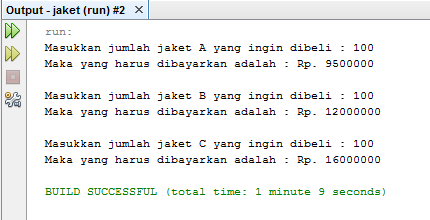 Output - jaket (run) #2
run:
Masukkan jumlah jaket A yang ingin dibeli : 100
Maka yang harus dibayarkan adalah : Rp. 9500000
Masukkan jumlah jaket B yang ingin dibeli : 100
Maka yang harus dibayarkan adalah : Rp. 12000000
Masukkan jumlah jaket C yang ingin dibeli : 100
Maka yang harus dibayarkan adalah : Rp. 16000000
BUILD SUCCESSFUL (total time: 1 minute 9 seconds)